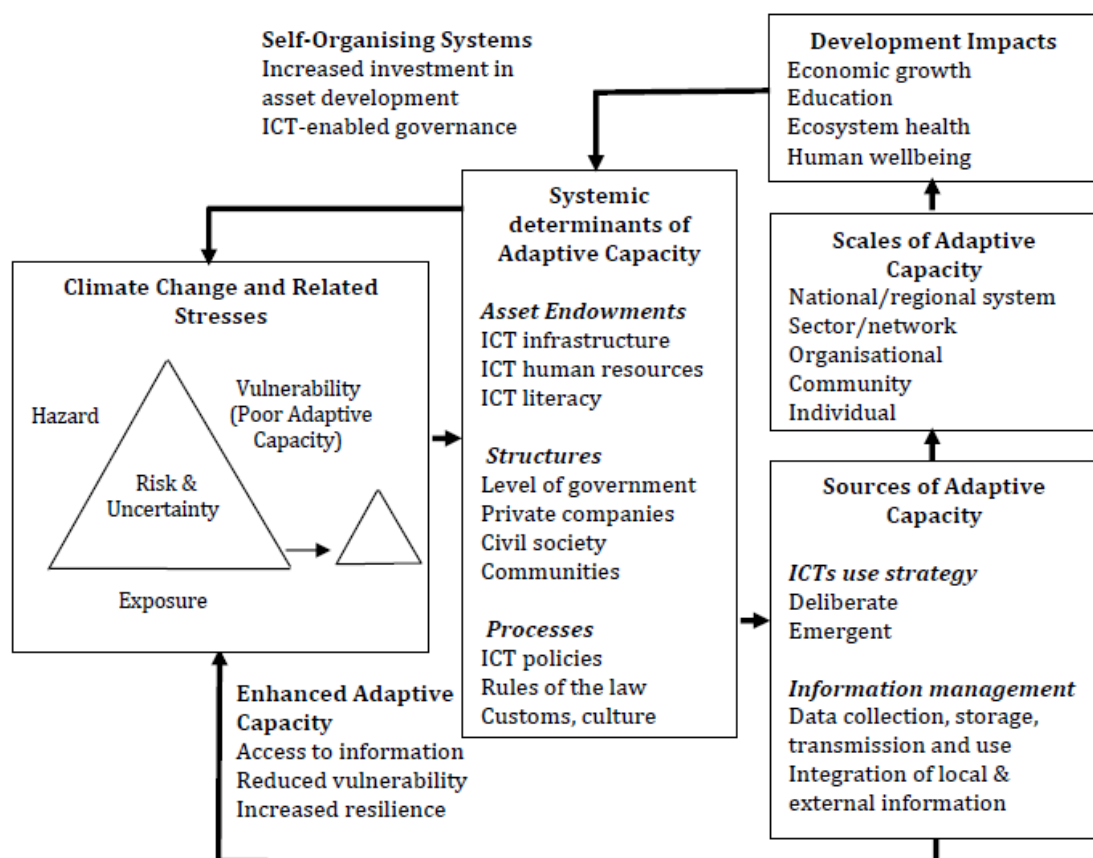 Self-Organising Systems
Increased investment in
asset development
ICT-enabled governance
Development Impacts
Economic growth
Education
Ecosystem health
Human wellbeing
Systemic
determinants of
Adaptive Capacity
Asset Endowments
ICT infrastructure
ICT human resources
ICT literacy
Structures
Level of government
Private companies
Civil society
Communities
Processes
ICT policies
Rules of the law
Customs, culture
Scales of Adaptive
Capacity
National/regional system
Sector/network
Organisational
Community
Individual
Climate Change and Related
Stresses
Hazard
Vulnerability
(Poor Adaptive
Capacity)
Risk &
Uncertainty
Exposure
Sources of Adaptive
Capacity
ICTs use strategy
Deliberate
Emergent
Information management
Data collection, storage,
transmission and use
Integration of local &
external information
Enhanced Adaptive
Capacity
Access to information
Reduced vulnerability
Increased resilience